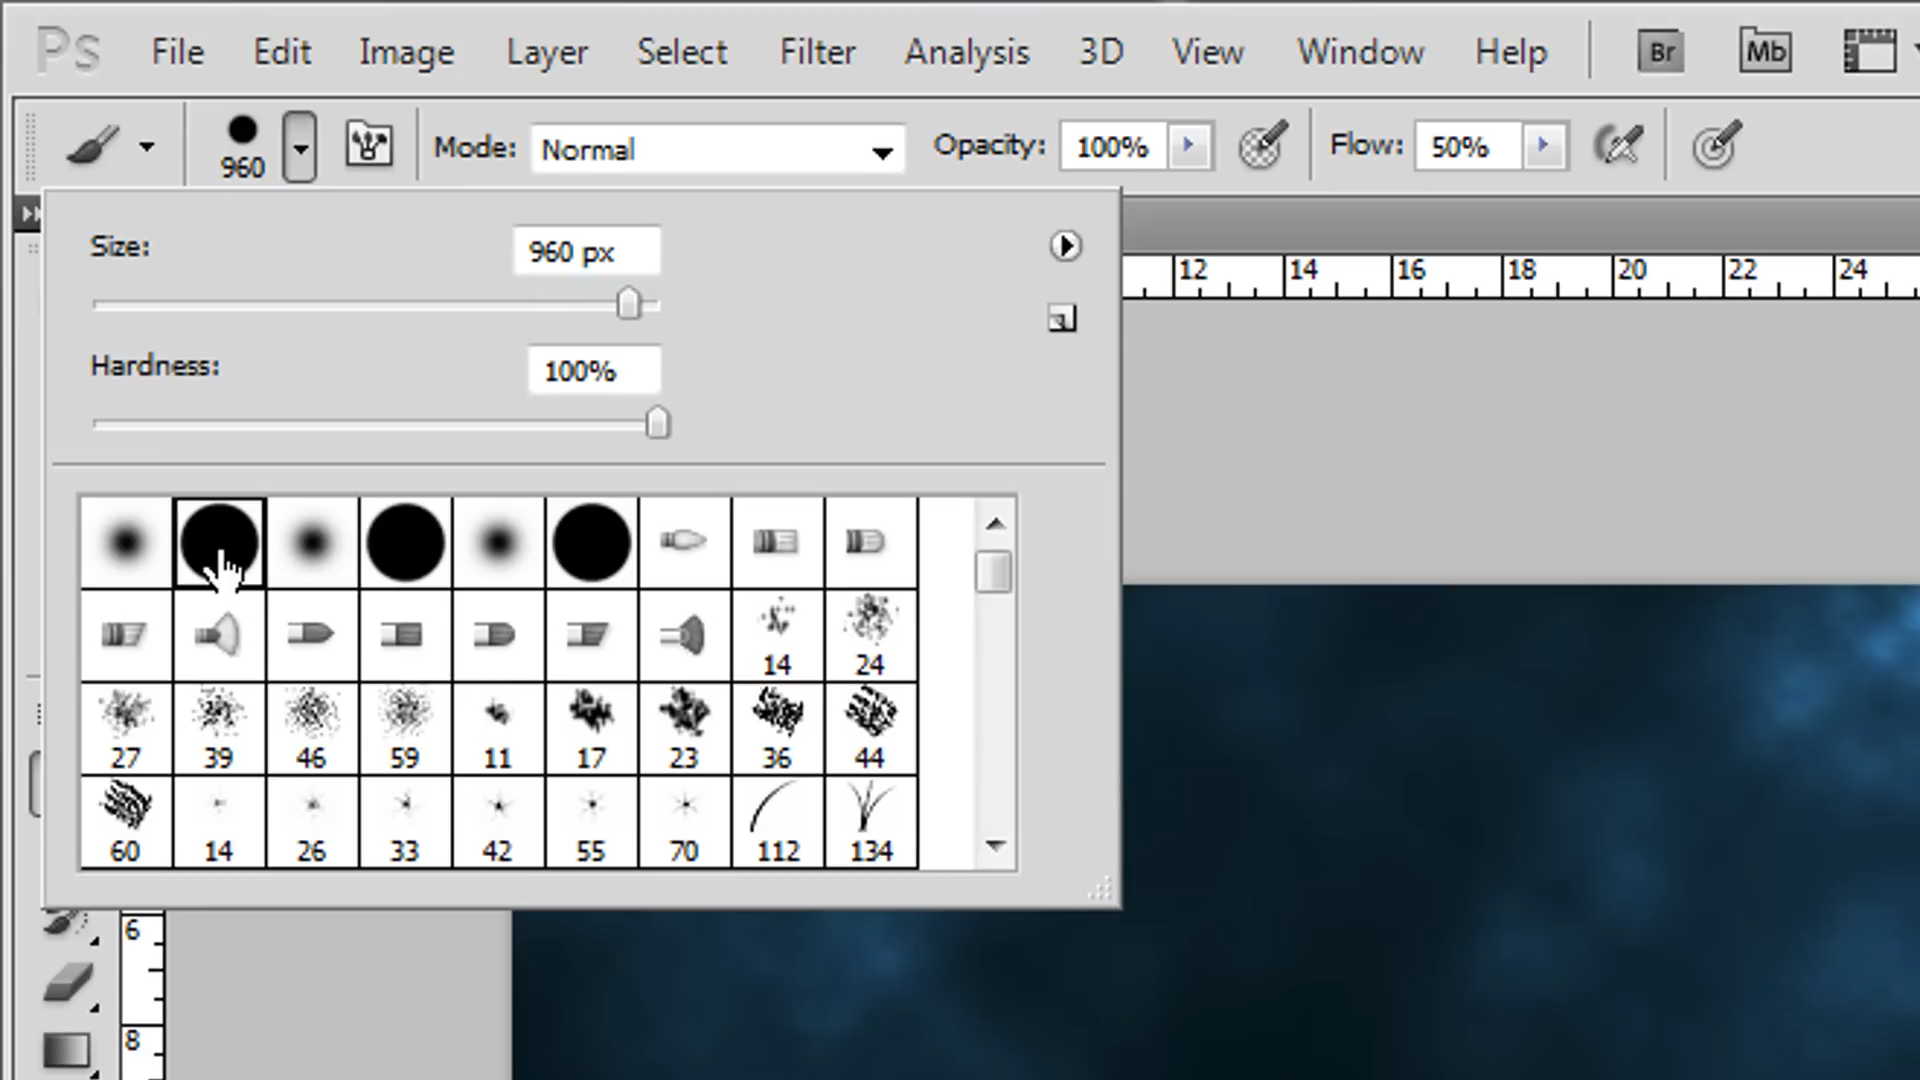 Ps File Edit Image Layer Select Filter Analysis 3D View Window Help Br Mb
960 Mode: Normal Opacity: 100% Flow: 50%
Size: 960 px
12 14 16 18 20 22 24
Hardness: 100%
14 24
27 39 46 59 11 17 23 36 44
60 14 26 33 42 55 70 112 134
6
8